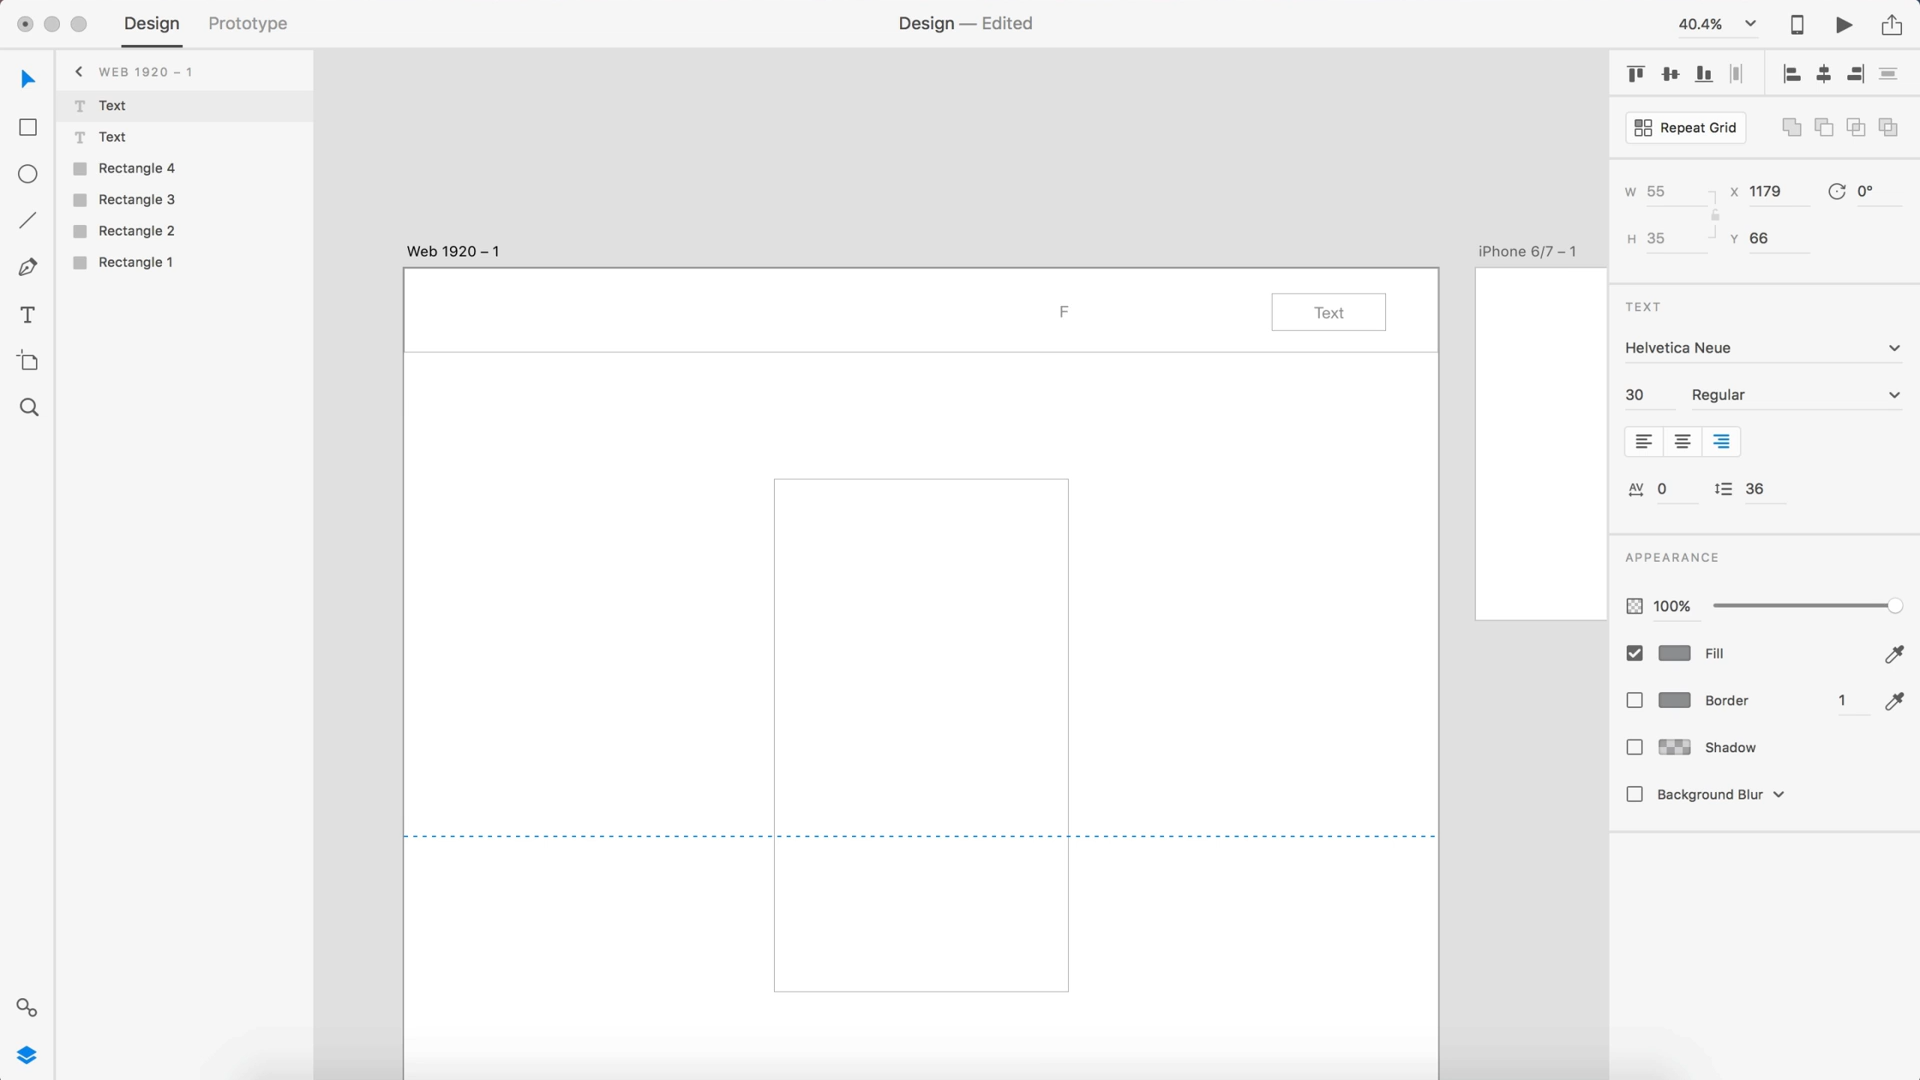 Design
Prototype
Design — Edited
40.4%
WEB 1920 – 1
T Text
T Text
Rectangle 4
Rectangle 3
Rectangle 2
Rectangle 1
T
Web 1920 – 1
F
Text
iPhone 6/7 – 1
Repeat Grid
W 55
X 1179
0°
H 35
Y 66
TEXT
Helvetica Neue
30
Regular
AV 0
36
APPEARANCE
100%
Fill
Border
1
Shadow
Background Blur